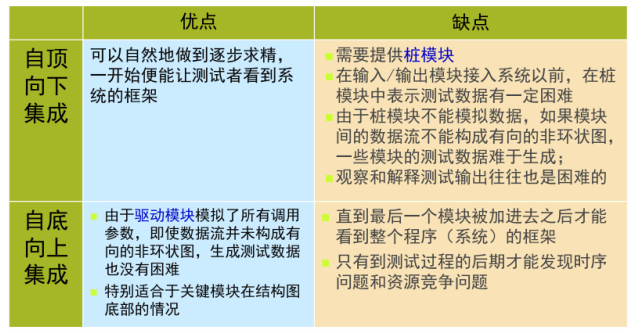 优点
缺点
自顶
向下
集成
可以自然地做到逐步求精，
一开始便能让测试者看到系
统的框架
需要提供桩模块
在输入/输出模块接入系统以前，在桩
模块中表示测试数据有一定困难
由于桩模块不能模拟数据，如果模块
间的数据流不能构成有向的非环状图，
一些模块的测试数据难于生成；
观察和解释测试输出往往也是困难的
自底
向上
集成
由于驱动模块模拟了所有调用
参数，即使数据流并未构成有
向的非环状图，生成测试数据
也没有困难
特别适合于关键模块在结构图
底部的情况
直到最后一个模块被加进去之后才能
看到整个程序（系统）的框架
只有到测试过程的后期才能发现时序
问题和资源竞争问题